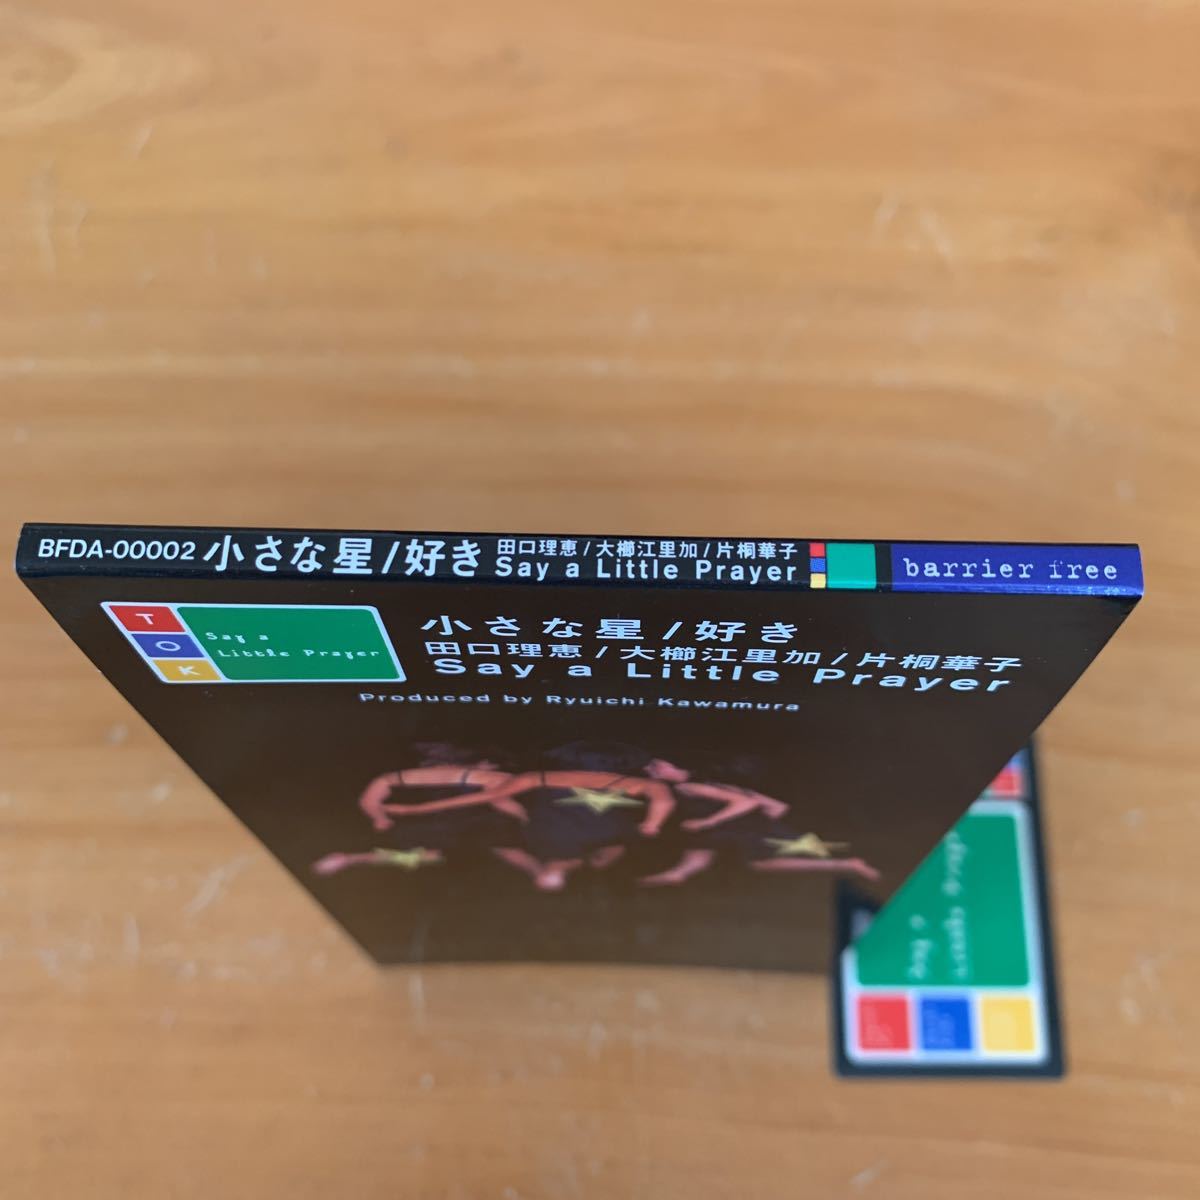 BFDA-00002 小さな星/好き 田口理恵/大櫛江里加/片桐華子
Say a Little Prayer
barrier free
T
O
K
Say a
Little Prayer
小さな星/好き
田口理恵/大櫛江里加/片桐華子
Say a Little Prayer
Produced by Ryuichi Kawamura